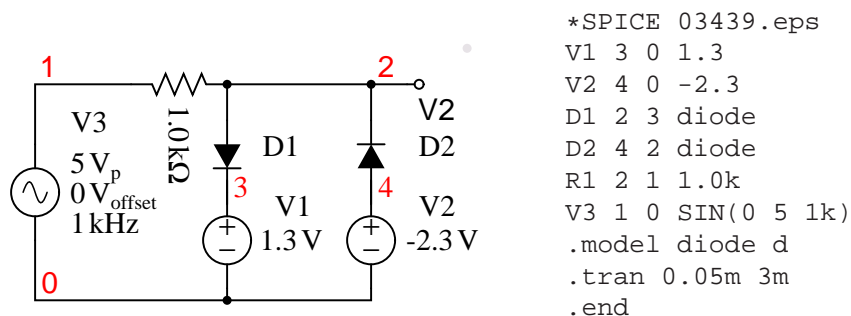 1
2
V2
V3
5 Vp
0 Voffset
1 kHz
1.0kΩ
D1
D2
3
4
V1
1.3 V
V2
-2.3 V
0
*SPICE 03439.eps
V1 3 0 1.3
V2 4 0 -2.3
D1 2 3 diode
D2 4 2 diode
R1 2 1 1.0k
V3 1 0 SIN(0 5 1k)
.model diode d
.tran 0.05m 3m
.end